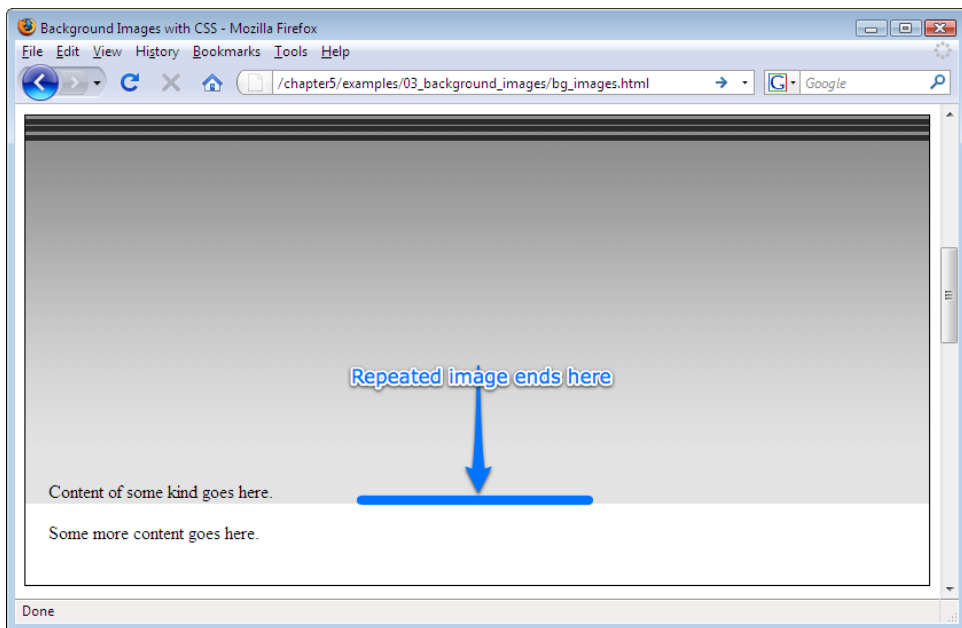 Background Images with CSS - Mozilla Firefox
File Edit View History Bookmarks Tools Help
/chapter5/examples/03_background_images/bg_images.html
G Google
Repeated image ends here
Content of some kind goes here.
Some more content goes here.
Done